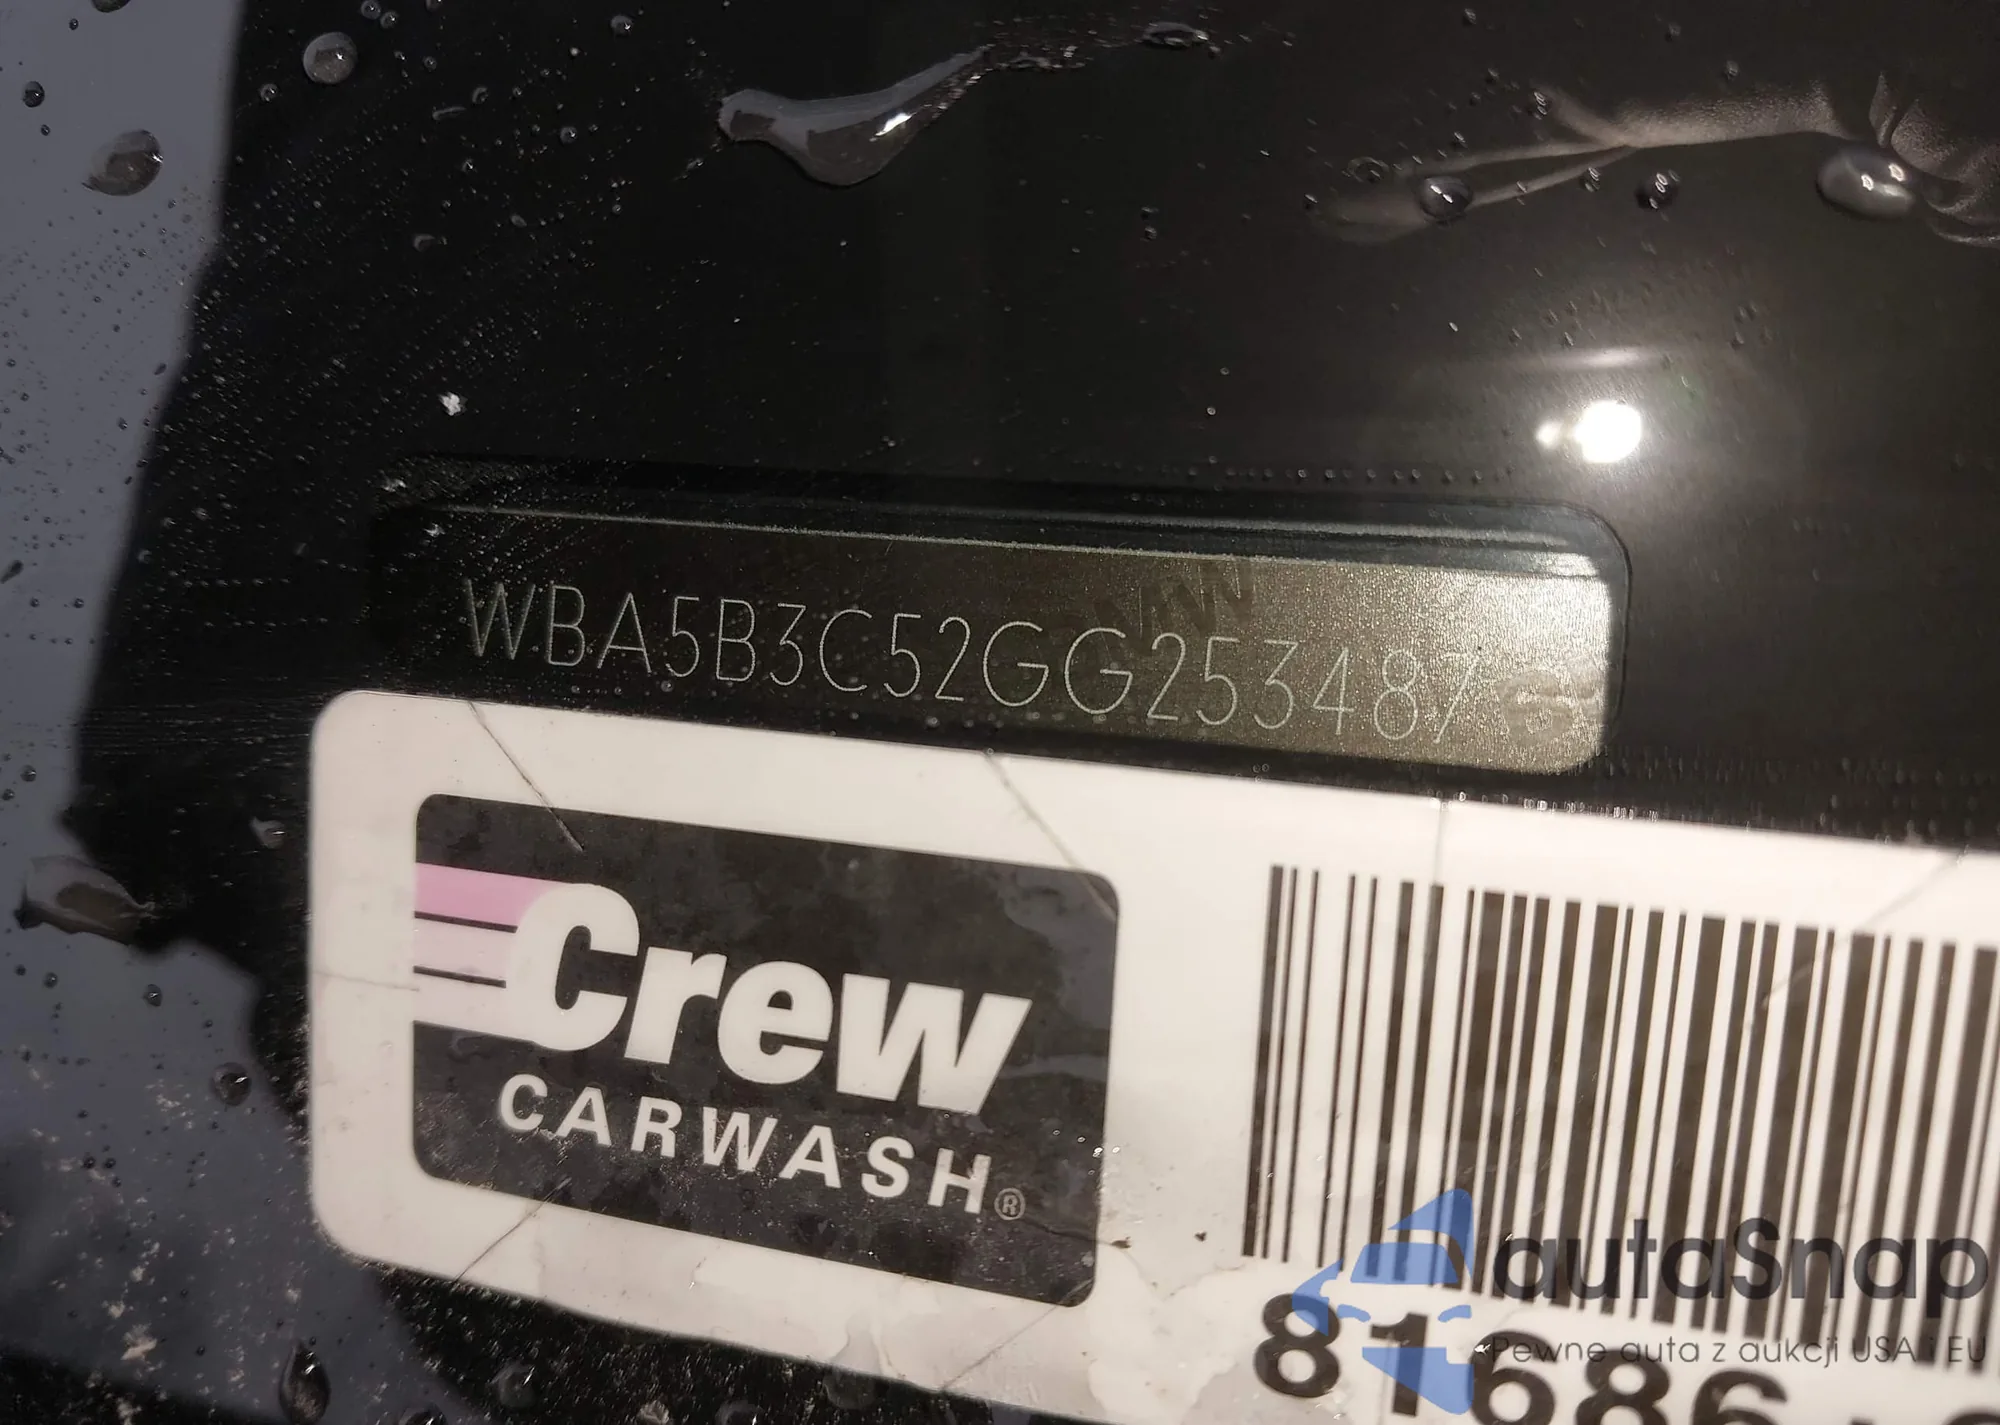 WBA5B3C52GG253487
Crew
CARWASH®
81686
autaSnap
Pewne auta z aukcji USA i EU